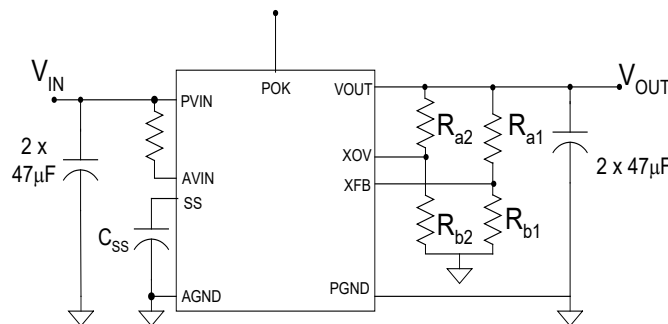 POK
V_IN
PVIN
VOUT
V_OUT
R_a2
R_a1
2 x
47µF
XOV
2 x 47µF
AVIN
XFB
SS
C_SS
R_b2
R_b1
AGND
PGND